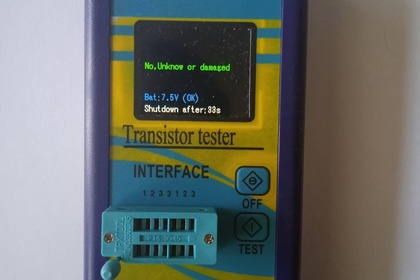 No,Unknow or damaged
Bat:7.5V (OK)
Shutdown after:33s
Transistor tester
INTERFACE
1 2 3 3 1 2 3
OFF
TEST